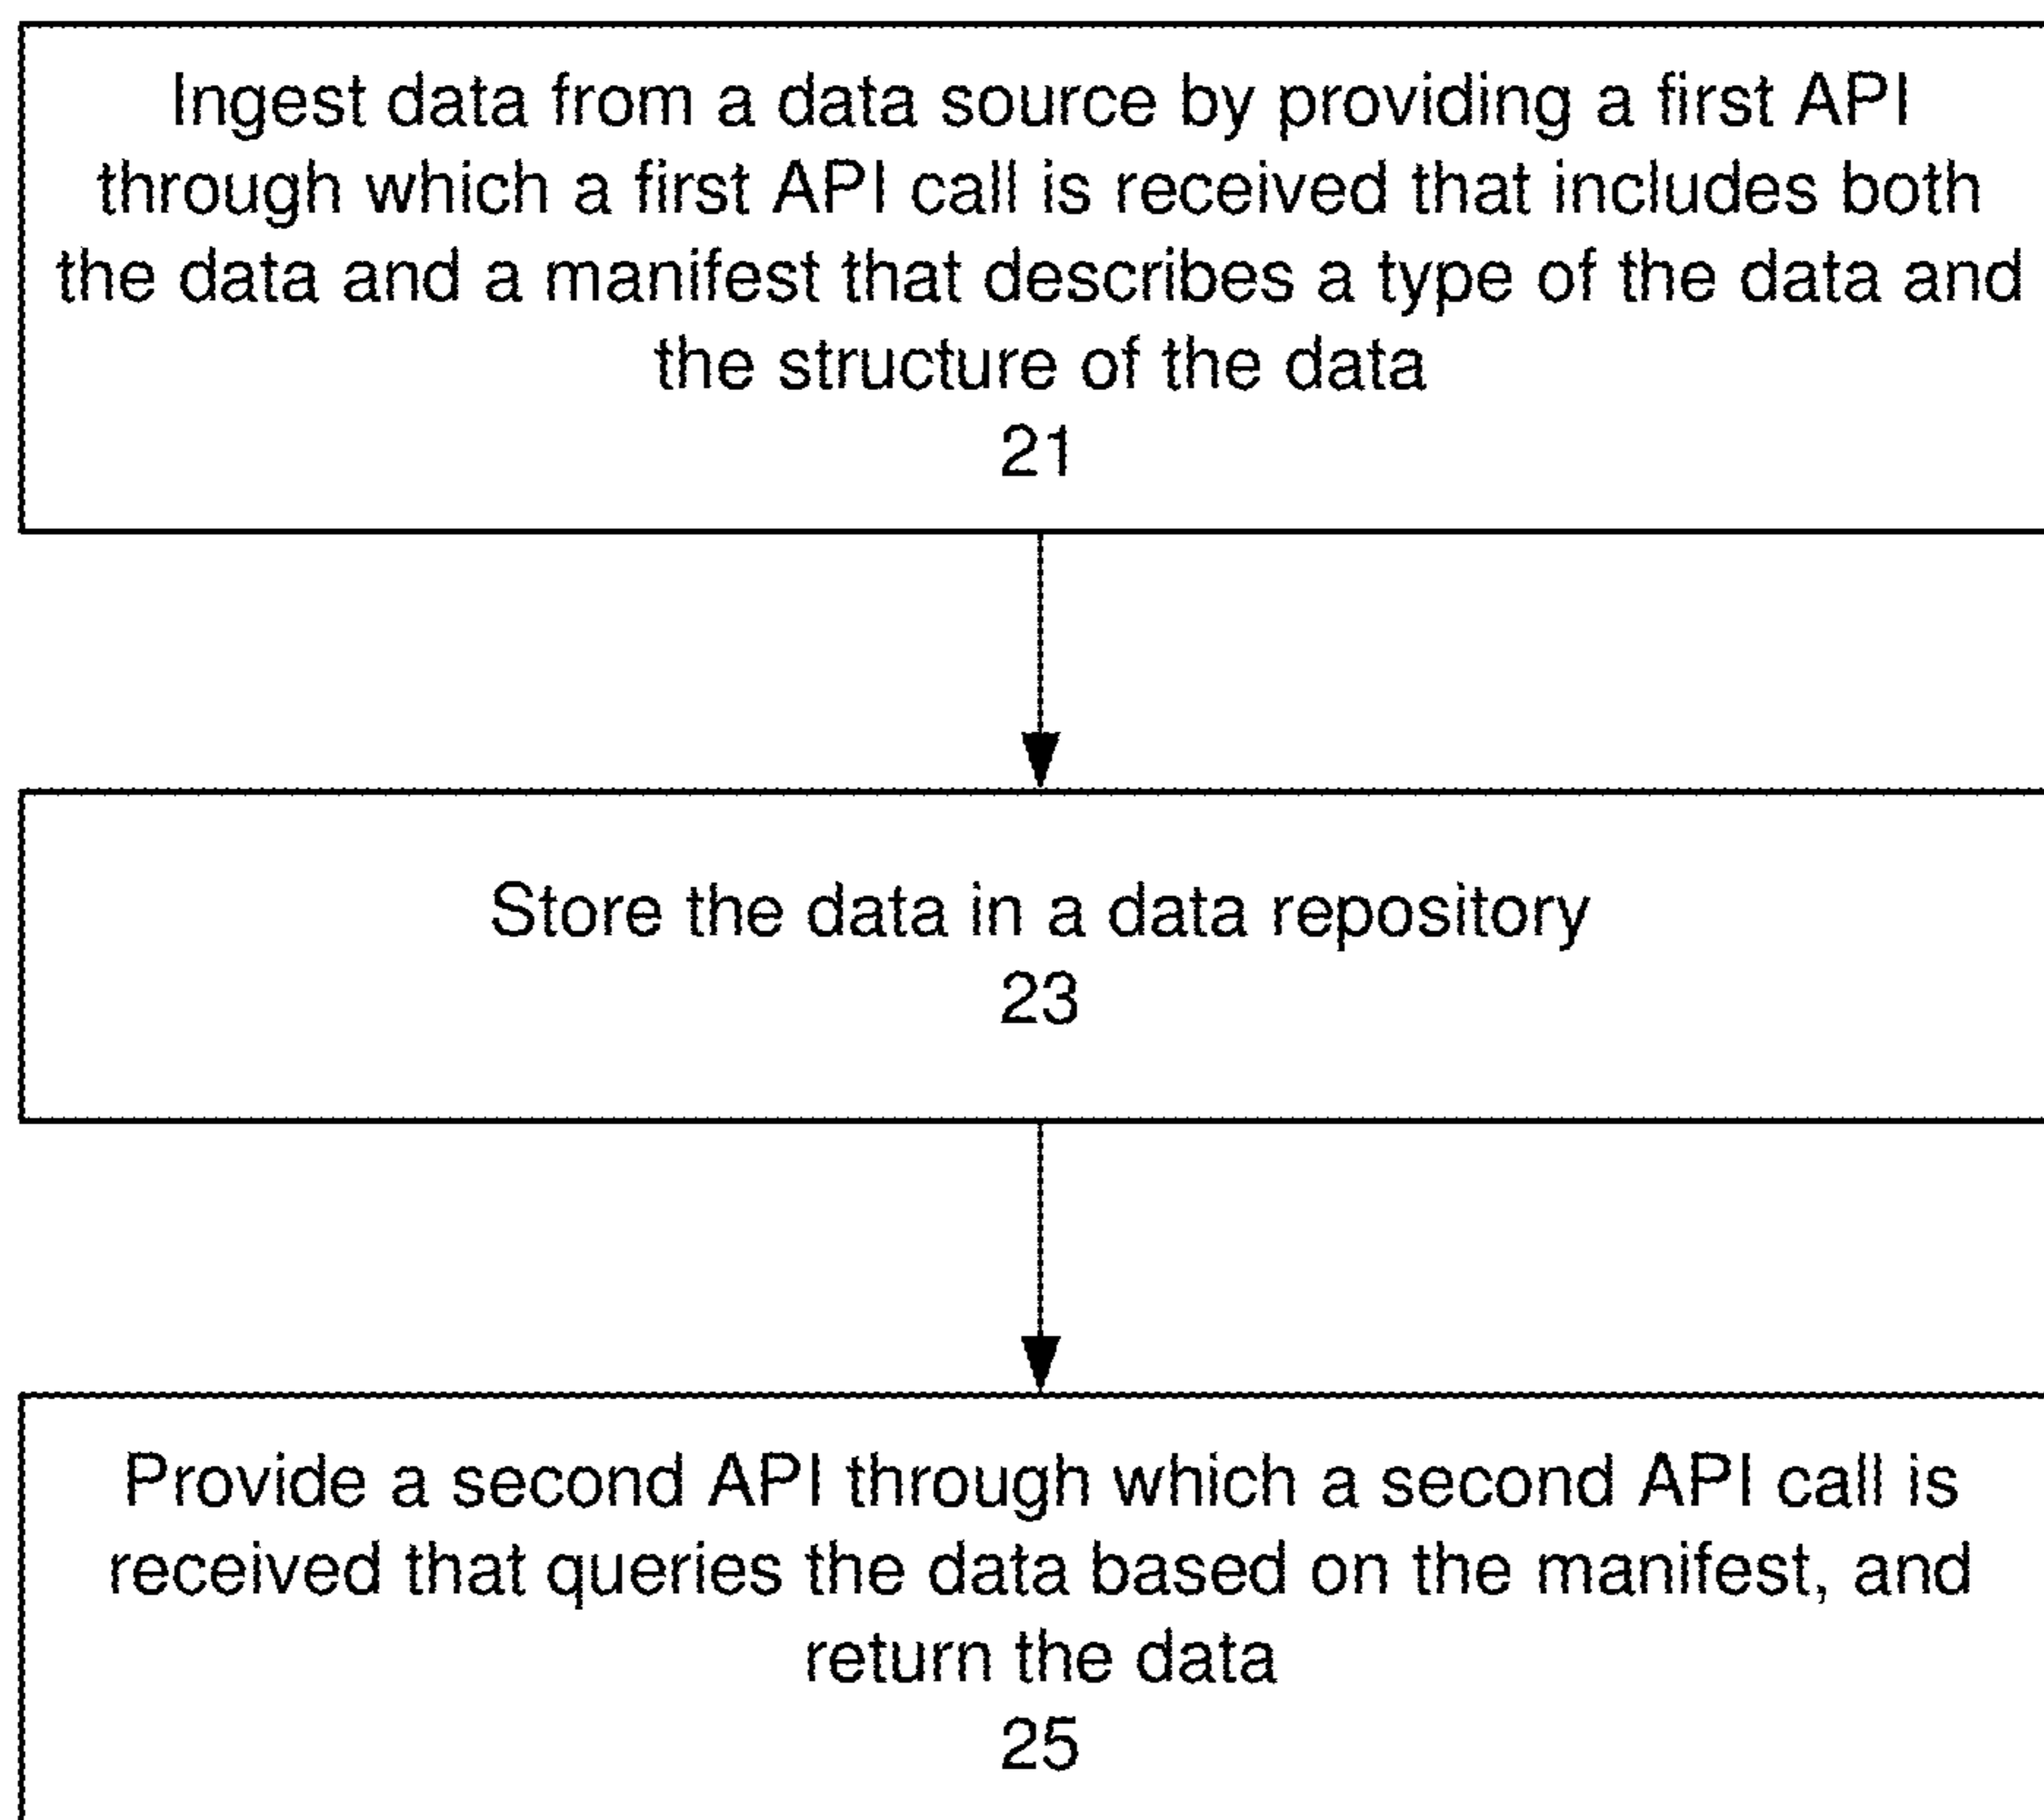 Ingest data from a data source by providing a first API
through which a first API call is received that includes both
the data and a manifest that describes a type of the data and
the structure of the data
21
Store the data in a data repository
23
Provide a second API through which a second API call is
received that queries the data based on the manifest, and
return the data
25